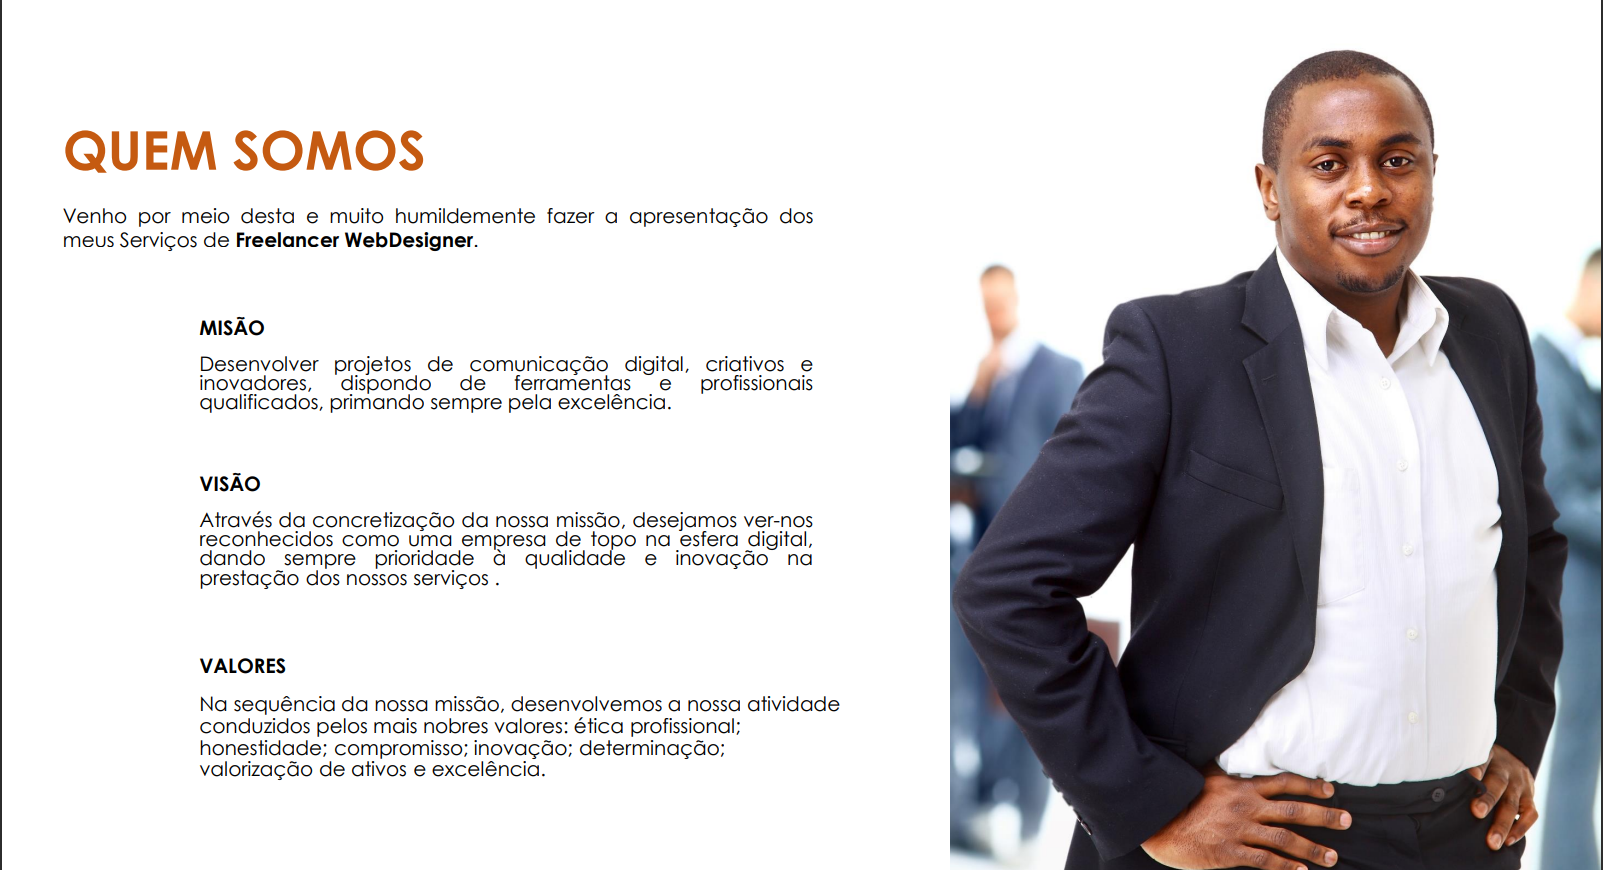 QUEM SOMOS
Venho por meio desta e muito humildemente fazer a apresentação dos
meus Serviços de Freelancer WebDesigner.
MISÃO
Desenvolver projetos de comunicação digital, criativos e
inovadores, dispondo de ferramentas e profissionais
qualificados, primando sempre pela excelência.
VISÃO
Através da concretização da nossa missão, desejamos ver-nos
reconhecidos como uma empresa de topo na esfera digital,
dando sempre prioridade à qualidade e inovação na
prestação dos nossos serviços .
VALORES
Na sequência da nossa missão, desenvolvemos a nossa atividade
conduzidos pelos mais nobres valores: ética profissional;
honestidade; compromisso; inovação; determinação;
valorização de ativos e excelência.